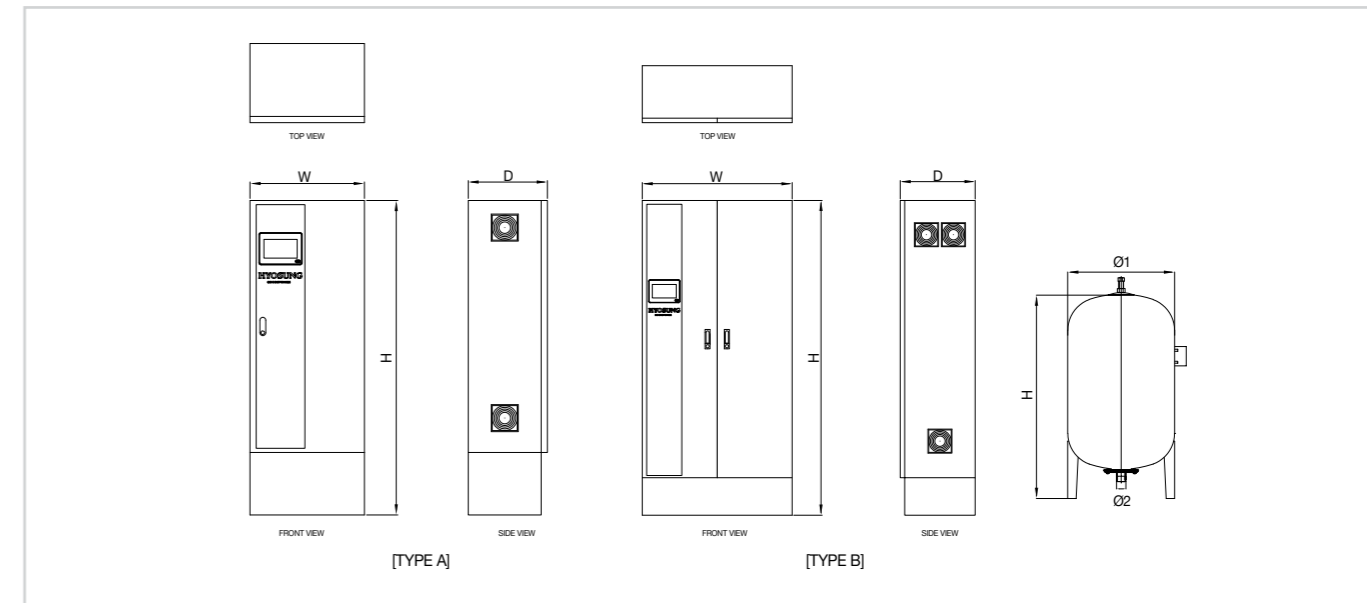 TOP VIEW
TOP VIEW
W
D
W
D
HYOSUNG
H
HYOSUNG
H
Ø1
H
Ø2
FRONT VIEW
SIDE VIEW
FRONT VIEW
SIDE VIEW
[TYPE A]
[TYPE B]